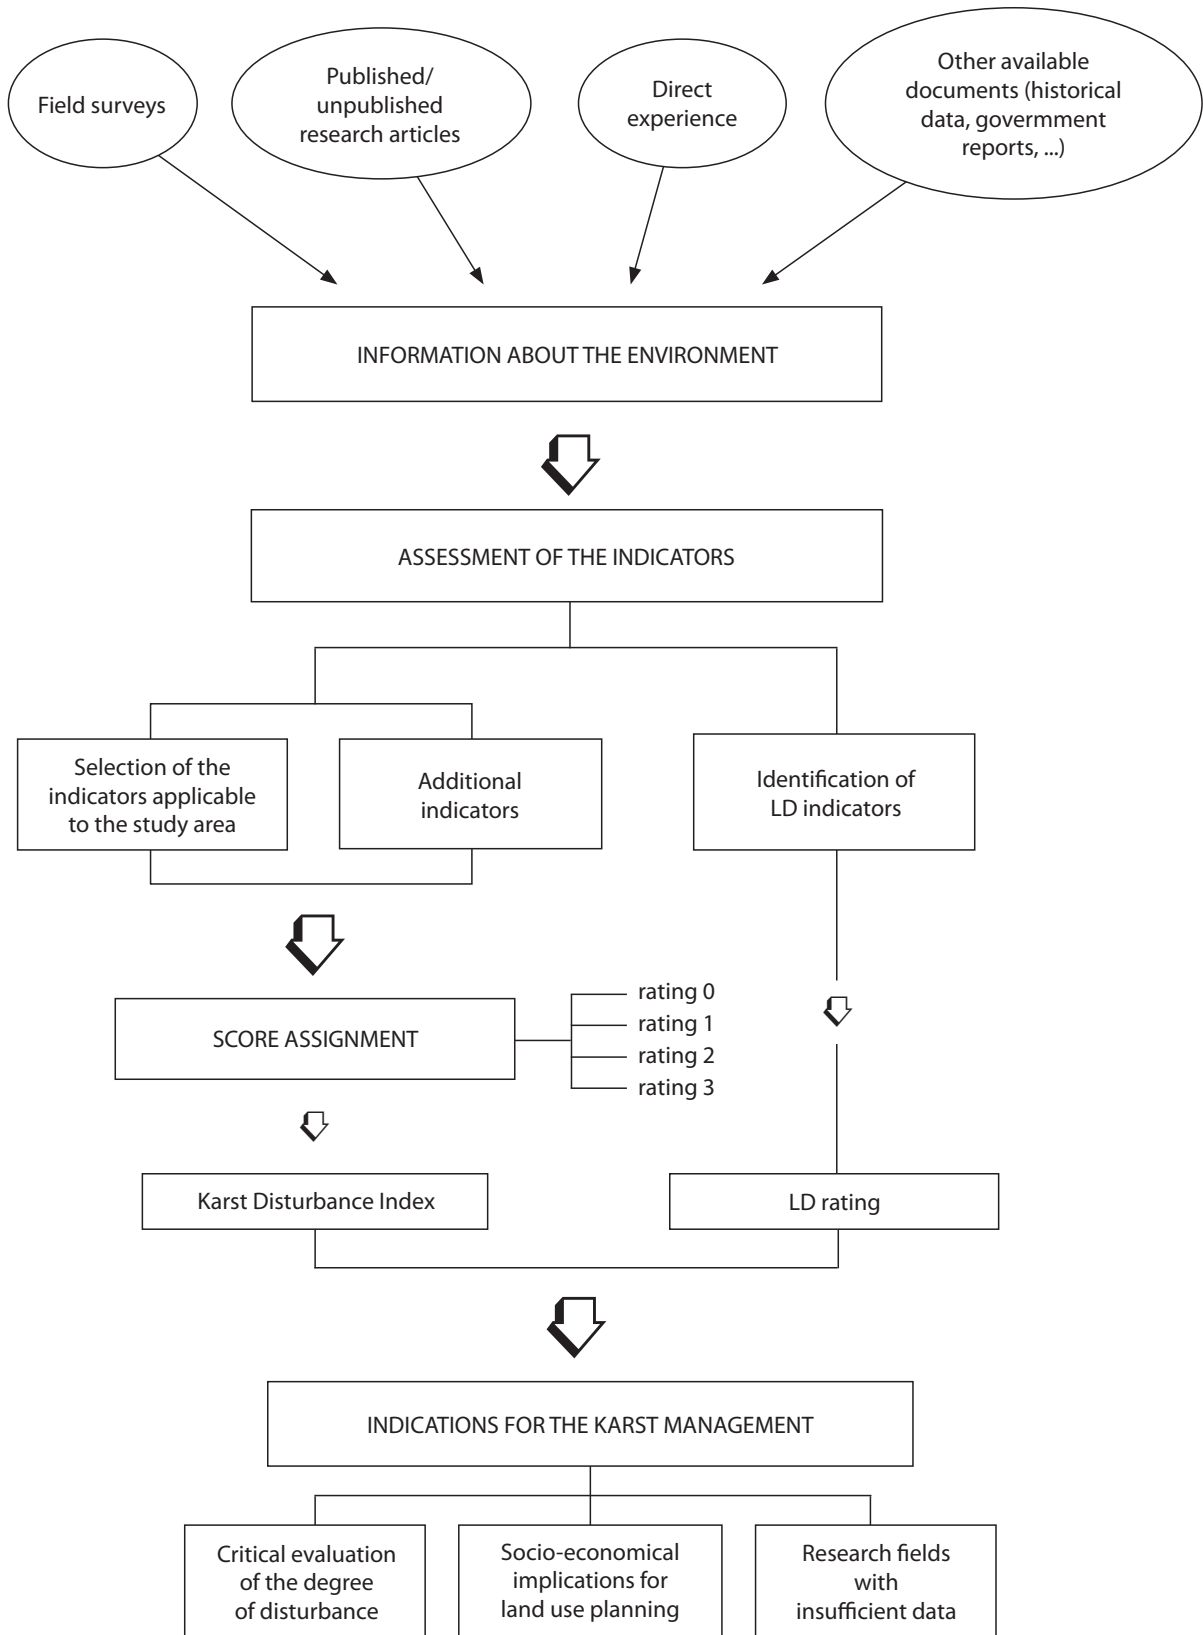 Field surveys
Published/
unpublished
research articles
Direct
experience
Other available
documents (historical
data, govermment
reports, ...)
INFORMATION ABOUT THE ENVIRONMENT
ASSESSMENT OF THE INDICATORS
Selection of the
indicators applicable
to the study area
Additional
indicators
Identification of
LD indicators
SCORE ASSIGNMENT
rating 0
rating 1
rating 2
rating 3
Karst Disturbance Index
LD rating
INDICATIONS FOR THE KARST MANAGEMENT
Critical evaluation
of the degree
of disturbance
Socio-economical
implications for
land use planning
Research fields
with
insufficient data